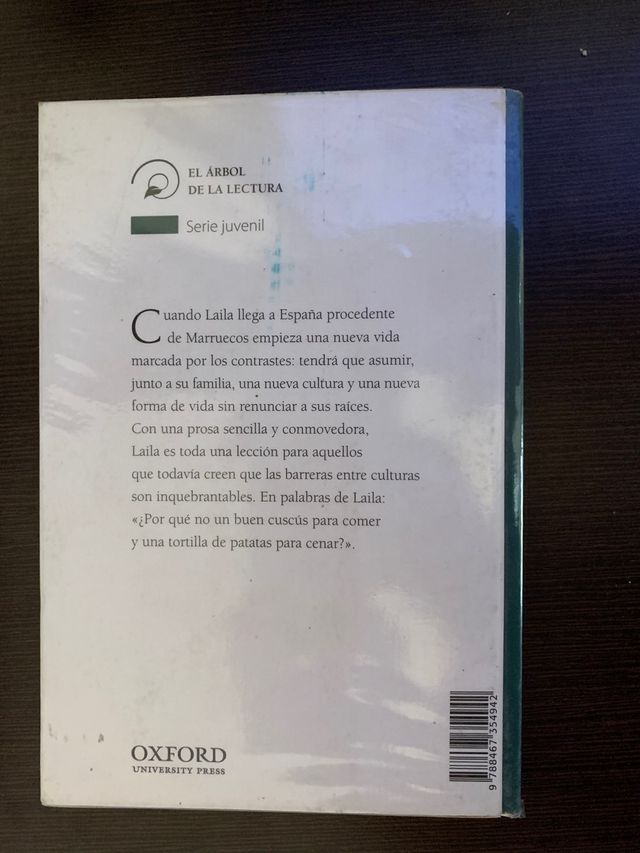 EL ÁRBOL
DE LA LECTURA
Serie juvenil
Cuando Laila llega a España procedente
de Marruecos empieza una nueva vida
marcada por los contrastes: tendrá que asumir,
junto a su familia, una nueva cultura y una nueva
forma de vida sin renunciar a sus raíces.
Con una prosa sencilla y conmovedora,
Laila es toda una lección para aquellos
que todavía creen que las barreras entre culturas
son inquebrantables. En palabras de Laila:
«¿Por qué no un buen cuscús para comer
y una tortilla de patatas para cenar?».
OXFORD
UNIVERSITY PRESS
9 788467 354942